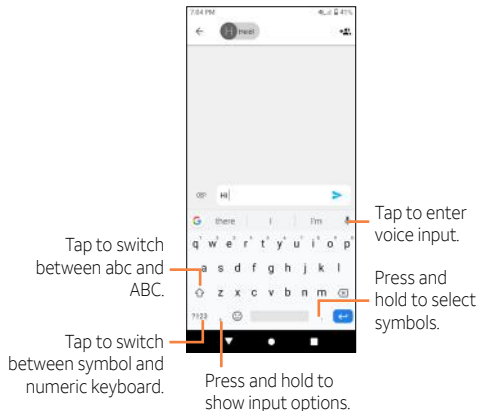 7:04 PM 41%
H Heidi
Hi
G there I I'm
q w e r t y u i o p
a s d f g h j k l
z x c v b n m
?123 , .
Tap to enter
voice input.
Tap to switch
between abc and
ABC.
Press and
hold to select
symbols.
Tap to switch
between symbol and
numeric keyboard.
Press and hold to
show input options.